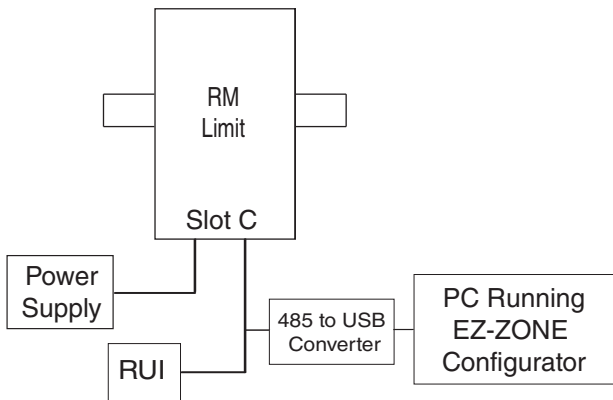 RM
Limit
Slot C
Power
Supply
RUI
485 to USB
Converter
PC Running
EZ-ZONE
Configurator